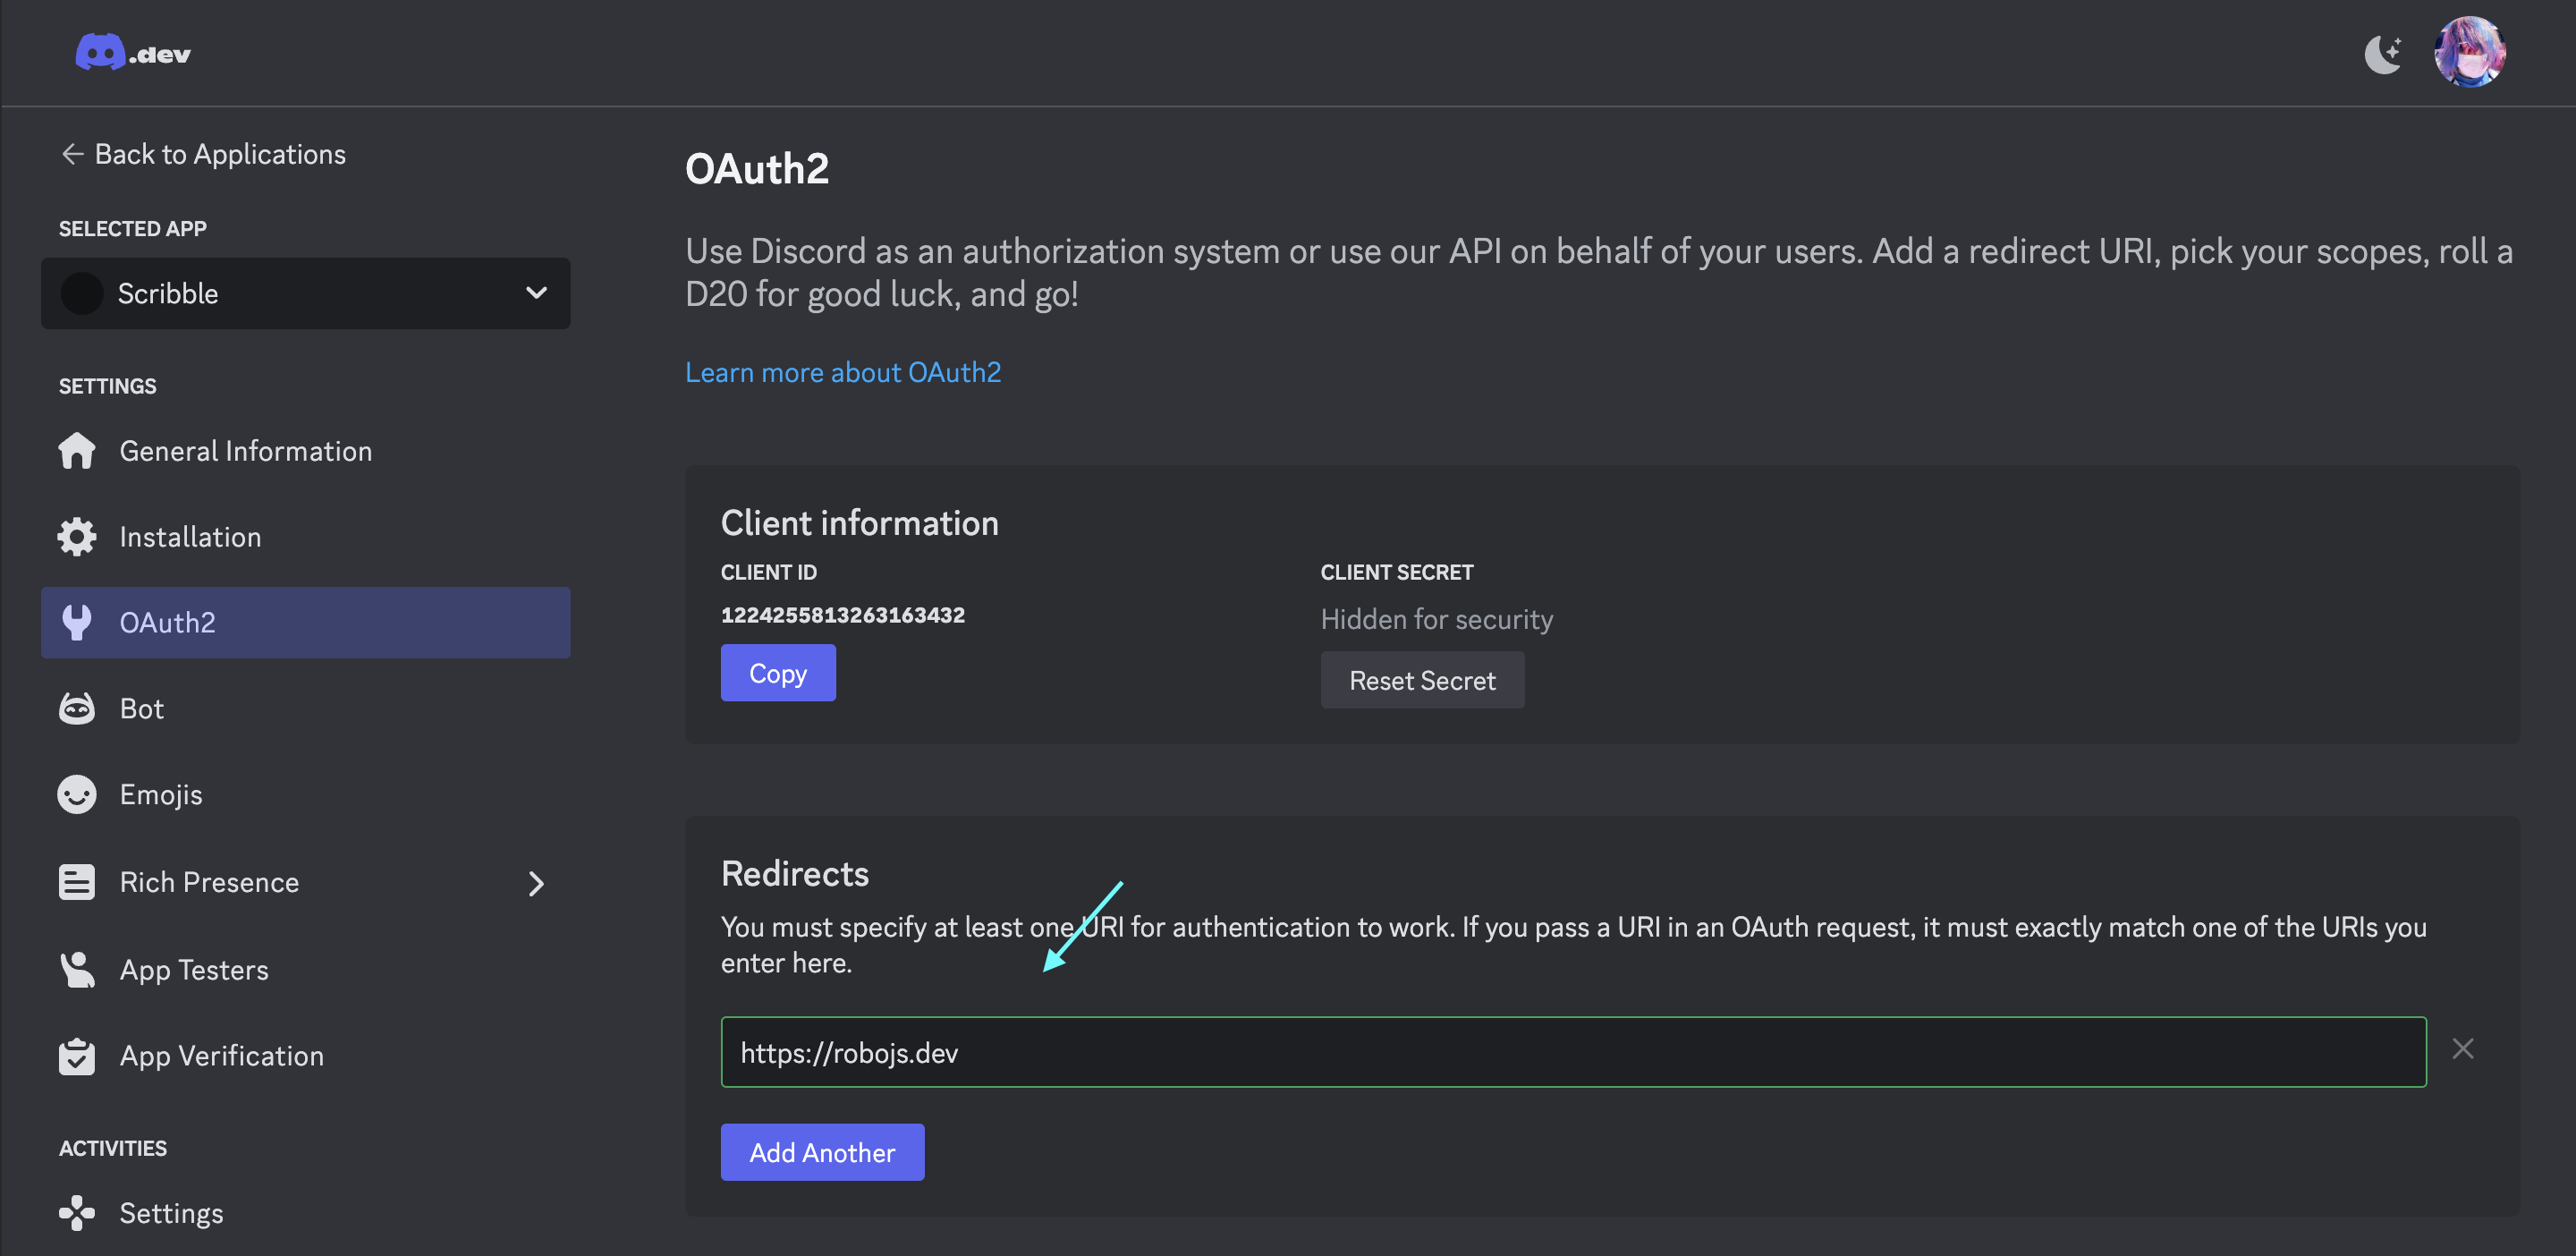 .dev
Back to Applications
SELECTED APP
Scribble
SETTINGS
General Information
Installation
OAuth2
Bot
Emojis
Rich Presence
App Testers
App Verification
ACTIVITIES
Settings
OAuth2
Use Discord as an authorization system or use our API on behalf of your users. Add a redirect URI, pick your scopes, roll a
D20 for good luck, and go!
Learn more about OAuth2
Client information
CLIENT ID
1224255813263163432
Copy
CLIENT SECRET
Hidden for security
Reset Secret
Redirects
You must specify at least one URI for authentication to work. If you pass a URI in an OAuth request, it must exactly match one of the URIs you
enter here.
https://robojs.dev
Add Another